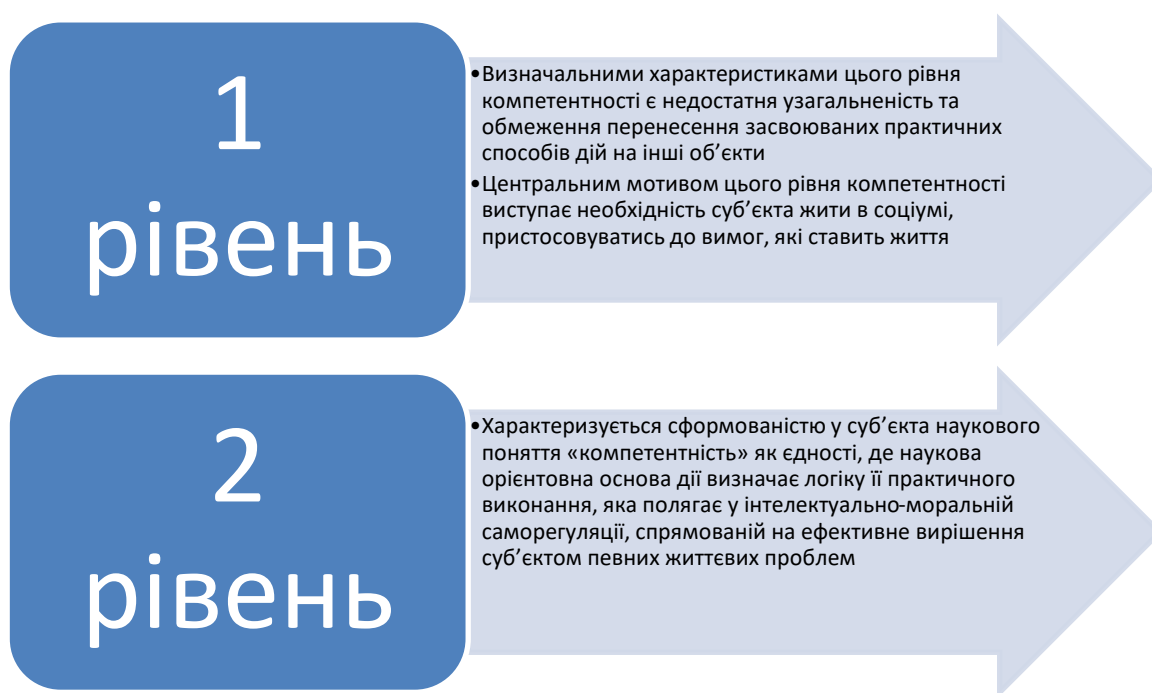 1
рівень
•Визначальними характеристиками цього рівня
компетентності є недостатня узагальненість та
обмеження перенесення засвоюваних практичних
способів дій на інші об’єкти
•Центральним мотивом цього рівня компетентності
виступає необхідність суб’єкта жити в соціумі,
пристосовуватись до вимог, які ставить життя
2
рівень
•Характеризується сформованістю у суб’єкта наукового
поняття «компетентність» як єдності, де наукова
орієнтовна основа дії визначає логіку її практичного
виконання, яка полягає у інтелектуально-моральній
саморегуляції, спрямованій на ефективне вирішення
суб’єктом певних життєвих проблем